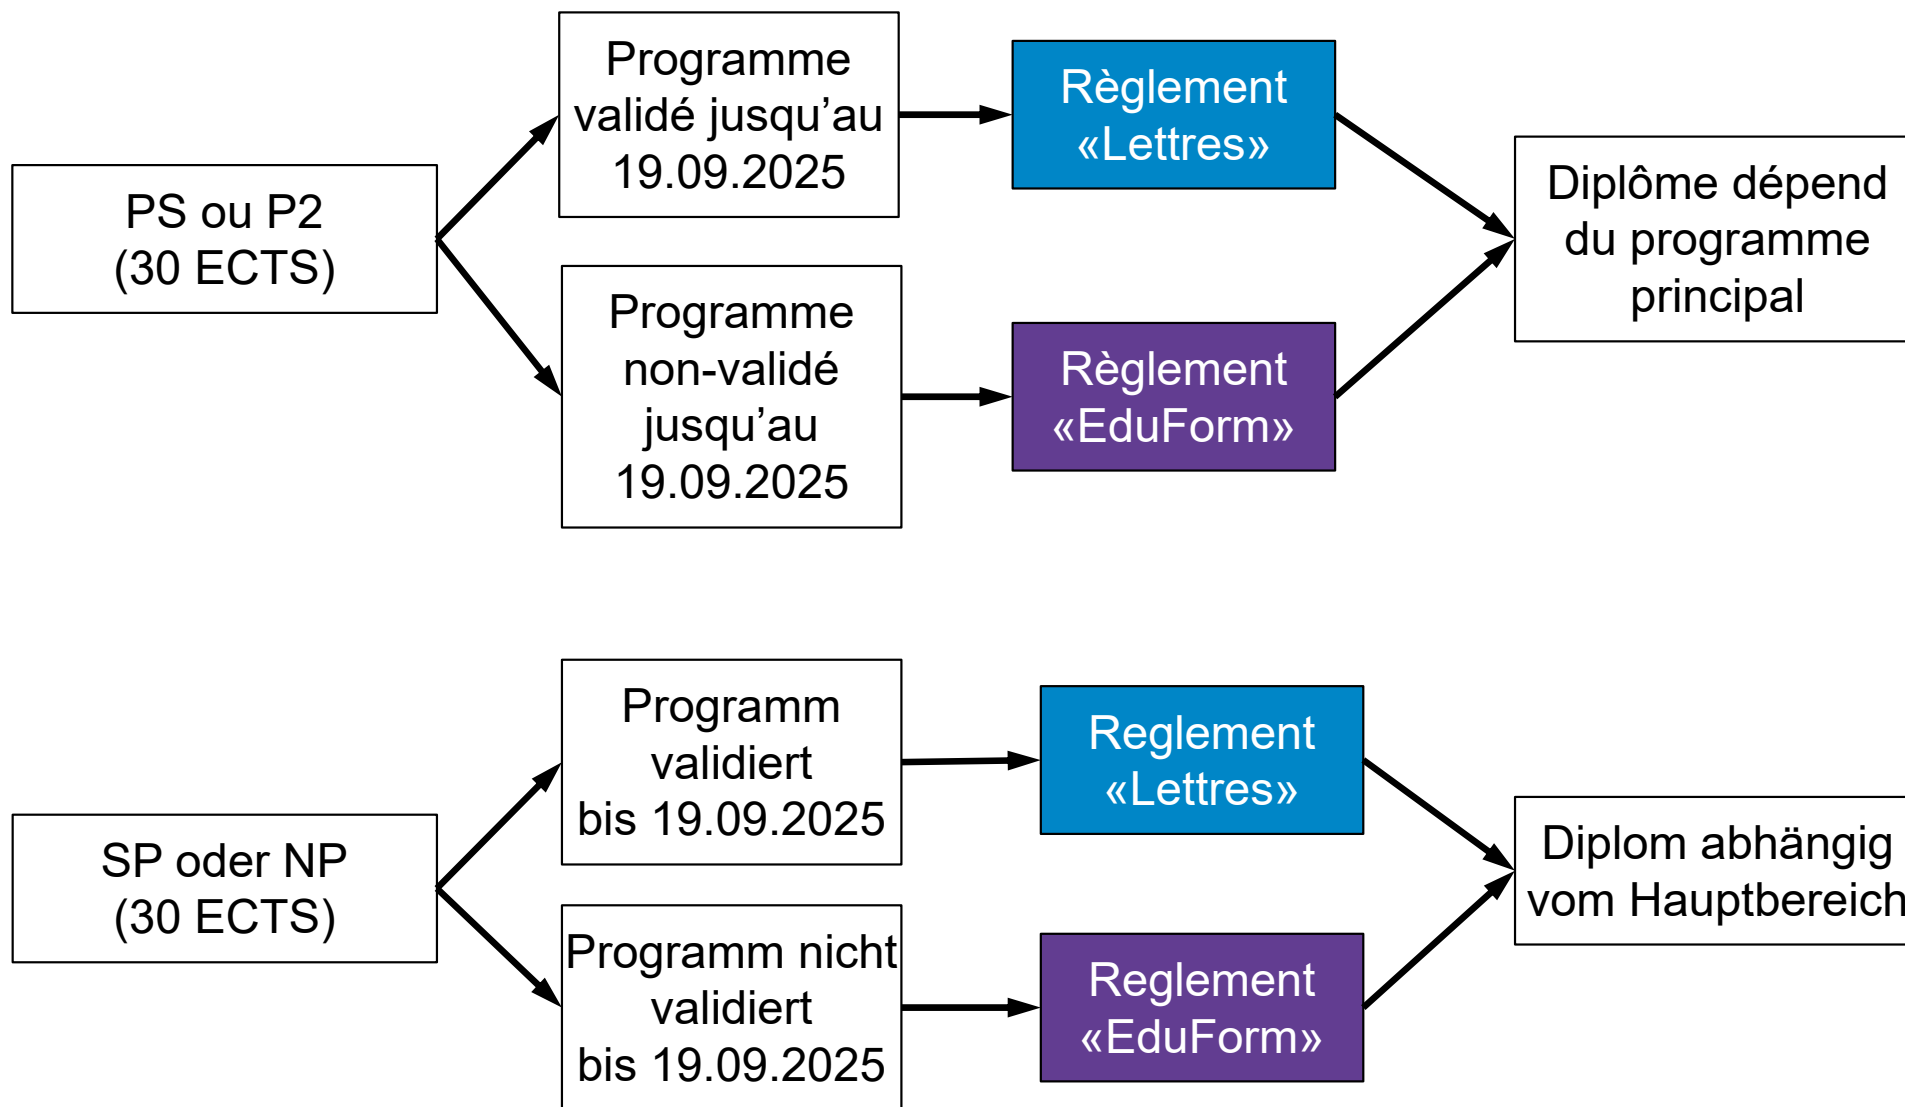 PS ou P2
(30 ECTS)
Programme
validé jusqu’au
19.09.2025
Règlement
«Lettres»
Programme
non-validé
jusqu’au
19.09.2025
Règlement
«EduForm»
Diplôme dépend
du programme
principal
SP oder NP
(30 ECTS)
Programm
validiert
bis 19.09.2025
Reglement
«Lettres»
Programm nicht
validiert
bis 19.09.2025
Reglement
«EduForm»
Diplom abhängig
vom Hauptbereich